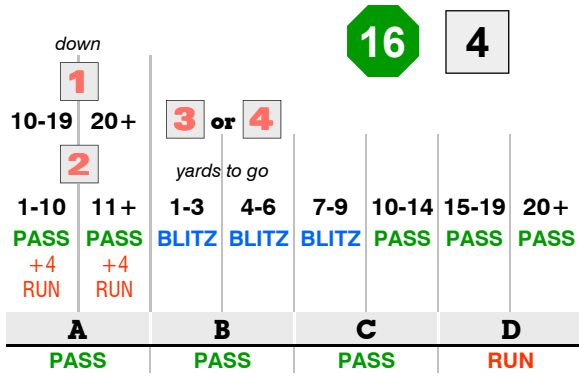 16 4
down
1
10-19 20+ 3 or 4
2 yards to go
1-10 11+ 1-3 4-6 7-9 10-14 15-19 20+
PASS PASS BLITZ BLITZ BLITZ PASS PASS PASS
+4 +4
RUN RUN
A B C D
PASS PASS PASS RUN